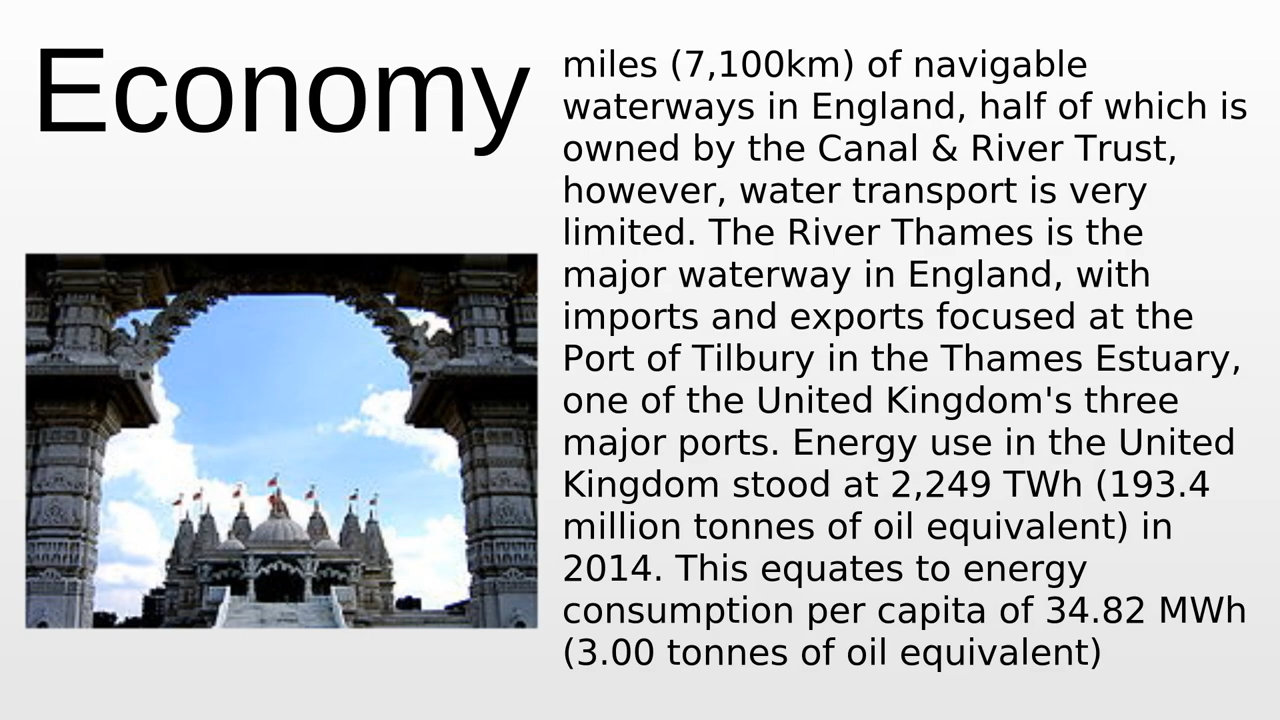 Economy
miles (7,100km) of navigable
waterways in England, half of which is
owned by the Canal & River Trust,
however, water transport is very
limited. The River Thames is the
major waterway in England, with
imports and exports focused at the
Port of Tilbury in the Thames Estuary,
one of the United Kingdom's three
major ports. Energy use in the United
Kingdom stood at 2,249 TWh (193.4
million tonnes of oil equivalent) in
2014. This equates to energy
consumption per capita of 34.82 MWh
(3.00 tonnes of oil equivalent)